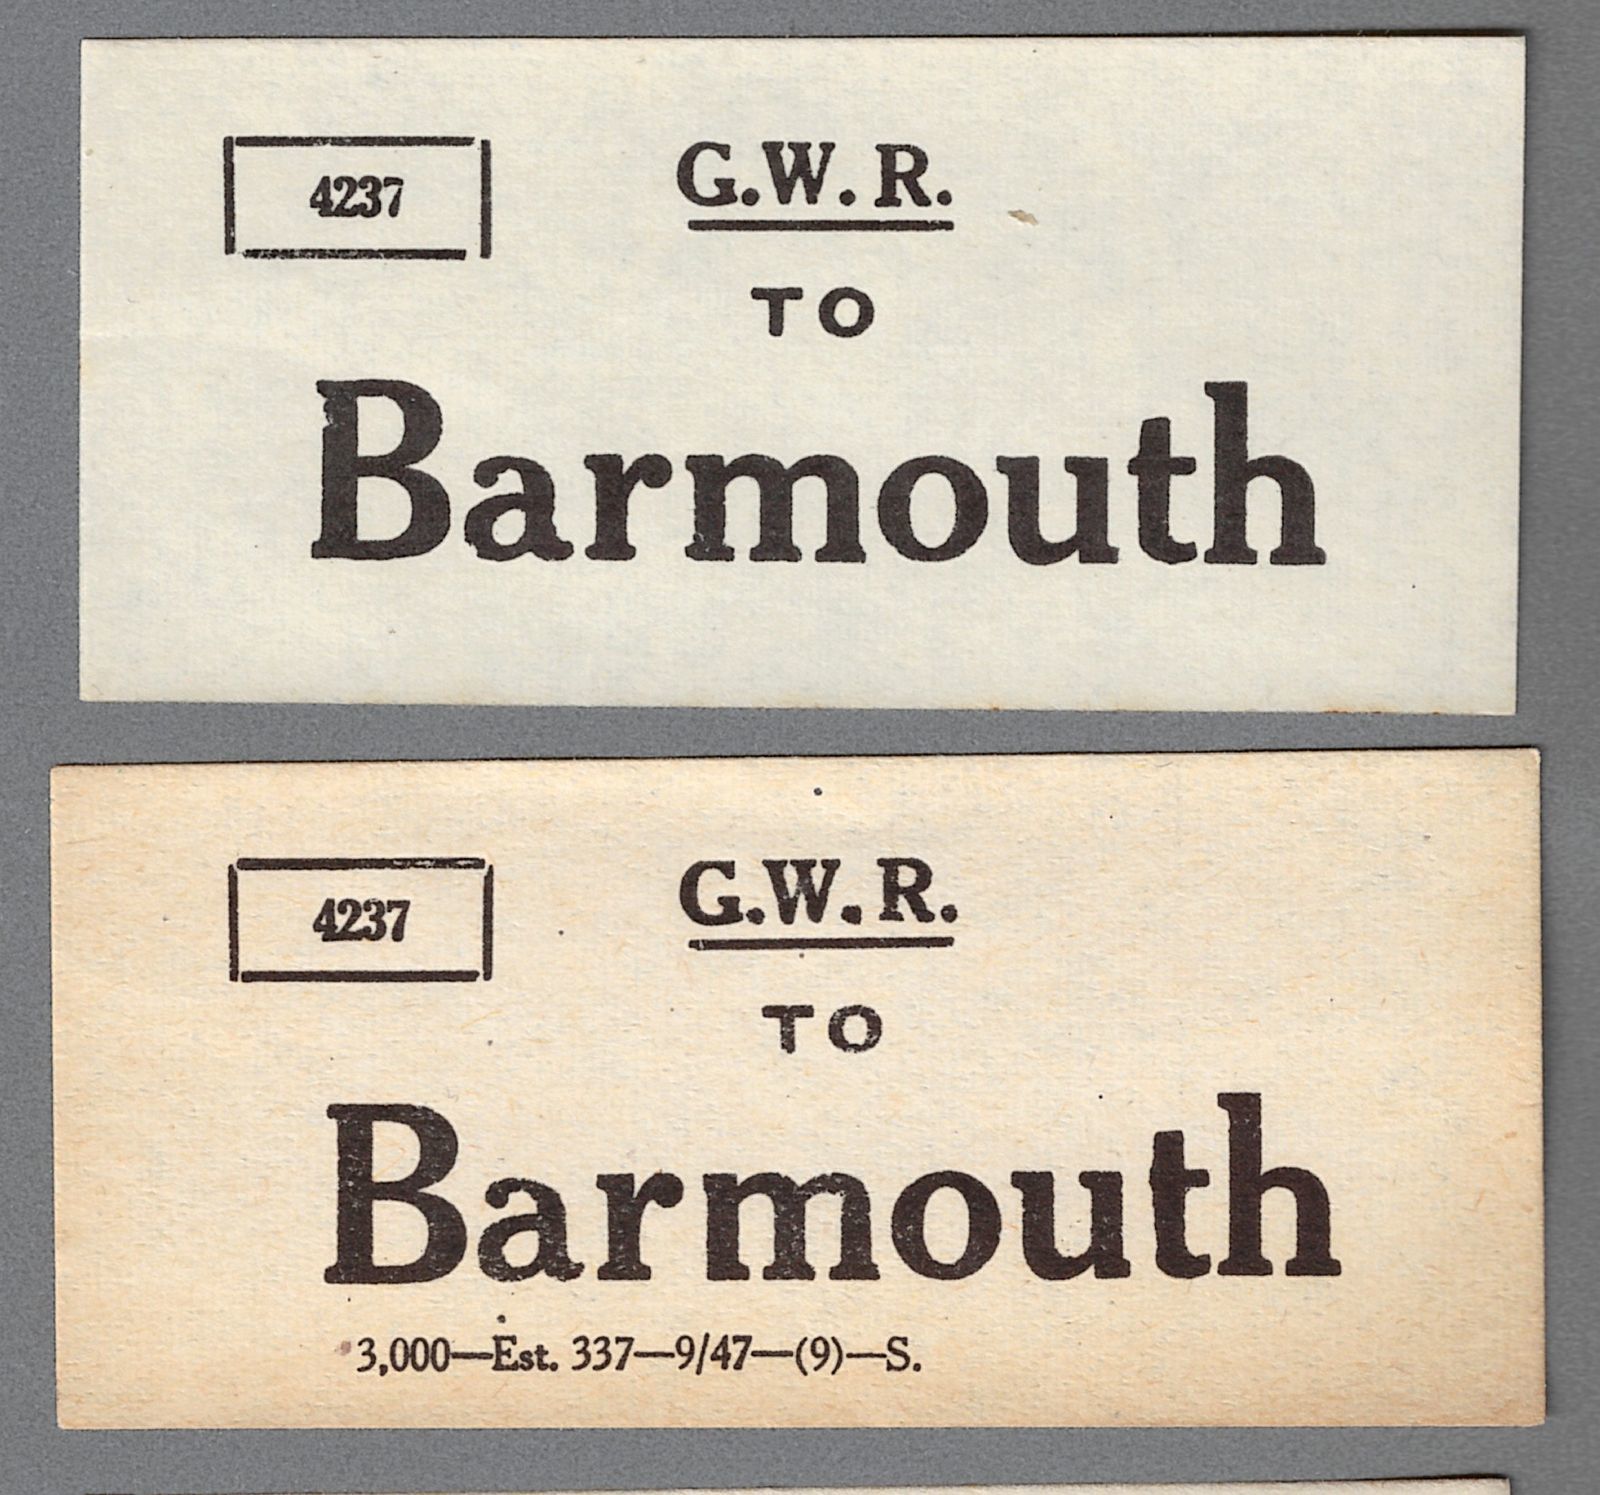 4237
G.W.R.
TO
Barmouth
4237
G.W.R.
TO
Barmouth
3,000—Est. 337—9/47—(9)—S.